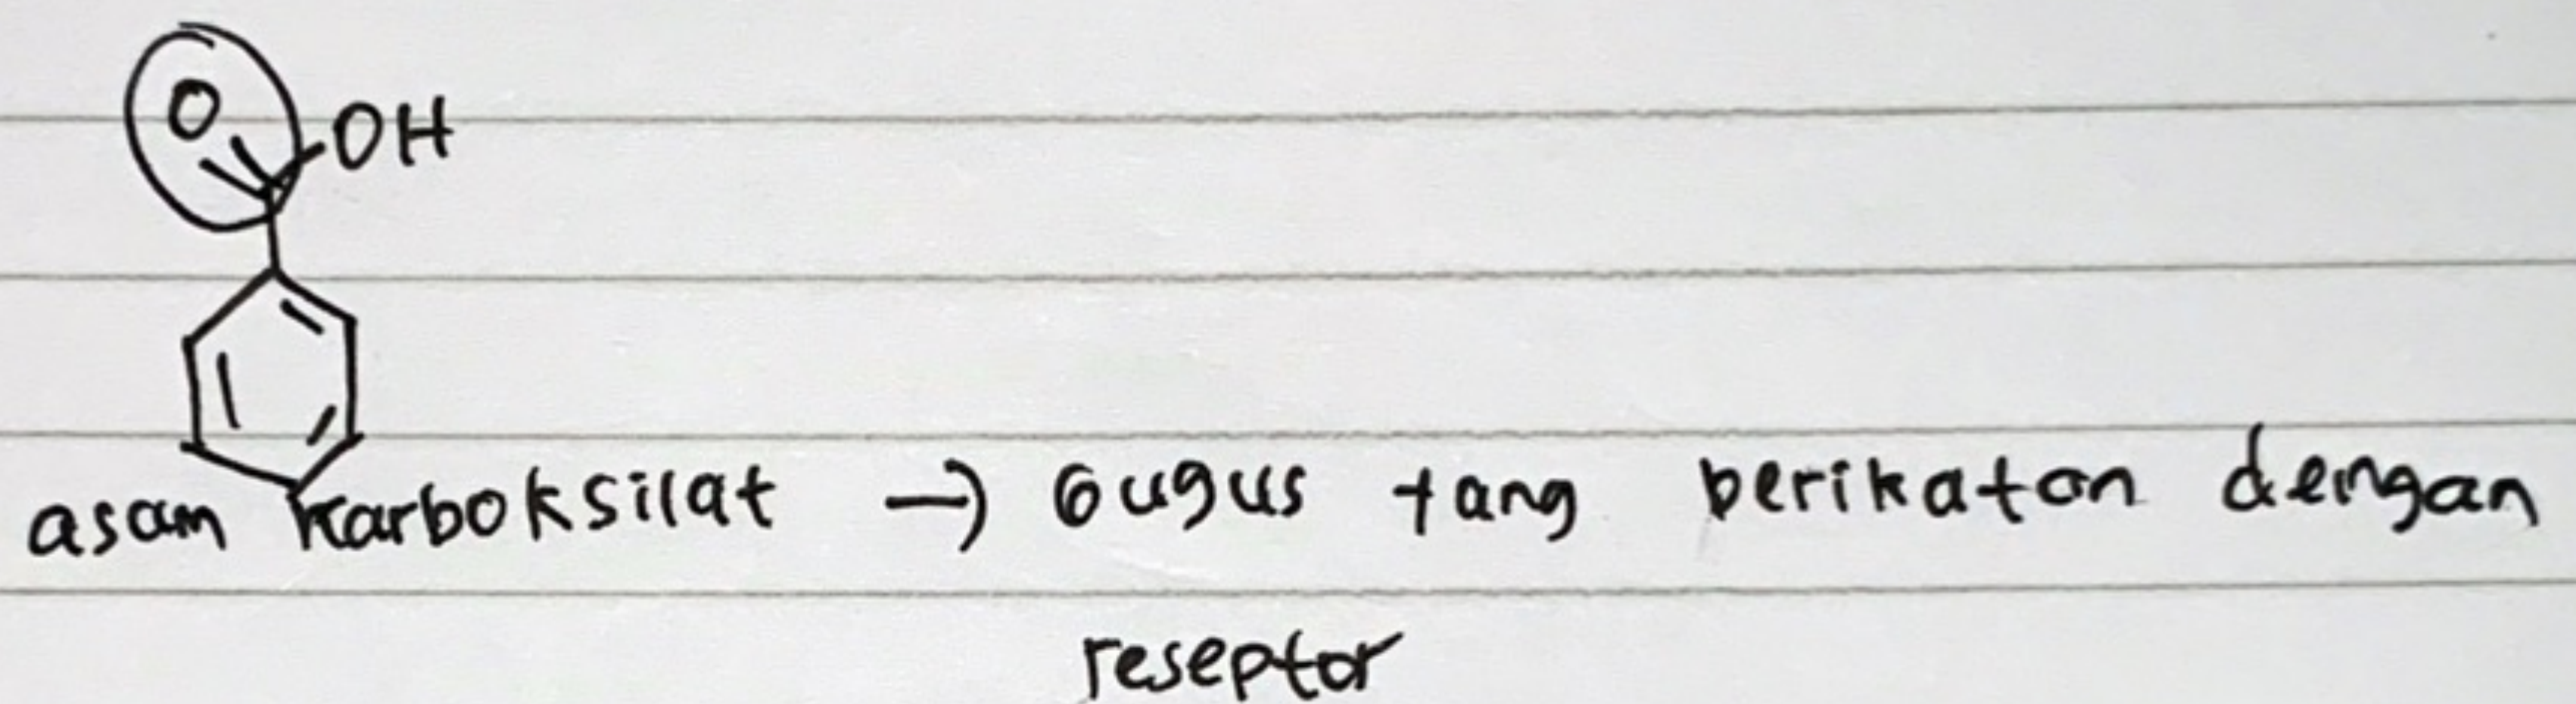 O
OH
asam karboksilat → Gugus tang berikatan dengan
reseptor